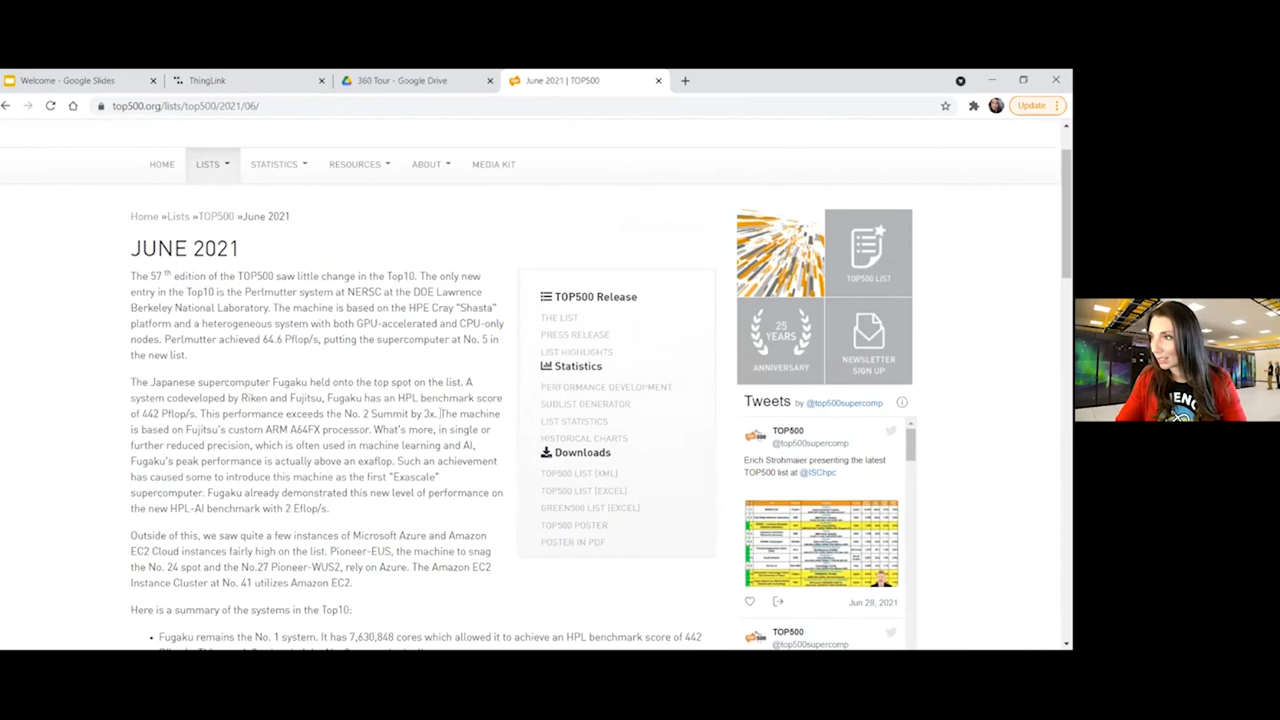 Welcome - Google Slides
ThingLink
360 Tour - Google Drive
June 2021 | TOP500
top500.org/lists/top500/2021/06/
Update
HOME
LISTS
STATISTICS
RESOURCES
ABOUT
MEDIA KIT
Home »Lists »TOP500 »June 2021
JUNE 2021
The 57 th edition of the TOP500 saw little change in the Top10. The only new
entry in the Top10 is the Perlmutter system at NERSC at the DOE Lawrence
Berkeley National Laboratory. The machine is based on the HPE Cray "Shasta"
platform and a heterogeneous system with both GPU-accelerated and CPU-only
nodes. Perlmutter achieved 64.6 Pflop/s, putting the supercomputer at No. 5 in
the new list.
The Japanese supercomputer Fugaku held onto the top spot on the list. A
system codeveloped by Riken and Fujitsu, Fugaku has an HPL benchmark score
of 442 Pflop/s. This performance exceeds the No. 2 Summit by 3x. The machine
is based on Fujitsu's custom ARM A64FX processor. What's more, in single or
further reduced precision, which is often used in machine learning and AI,
Fugaku's peak performance is actually above an exaflop. Such an achievement
has caused some to introduce this machine as the first "Exascale"
supercomputer. Fugaku already demonstrated this new level of performance on
the new HPL-AI benchmark with 2 Eflop/s.
Outside of this, we saw quite a few instances of Microsoft Azure and Amazon
EC2 Cloud instances fairly high on the list. Pioneer-EUS, the machine to snag
the No. 24 spot and the No.27 Pioneer-WUS2, rely on Azure. The Amazon EC2
Instance Cluster at No. 41 utilizes Amazon EC2.
Here is a summary of the systems in the Top10:
• Fugaku remains the No. 1 system. It has 7,630,848 cores which allowed it to achieve an HPL benchmark score of 442
TOP500 Release
THE LIST
PRESS RELEASE
LIST HIGHLIGHTS
Statistics
PERFORMANCE DEVELOPMENT
SUBLIST GENERATOR
LIST STATISTICS
HISTORICAL CHARTS
Downloads
TOP500 LIST (XML)
TOP500 LIST (EXCEL)
GREEN500 LIST (EXCEL)
TOP500 POSTER
POSTER IN PDF
TOP500 LIST
25
YEARS
ANNIVERSARY
NEWSLETTER
SIGN UP
Tweets by @top500supercomp
TOP500
@top500supercomp
Erich Strohmaier presenting the latest
TOP500 list at @ISChpc
Jun 28, 2021
TOP500
@top500supercomp